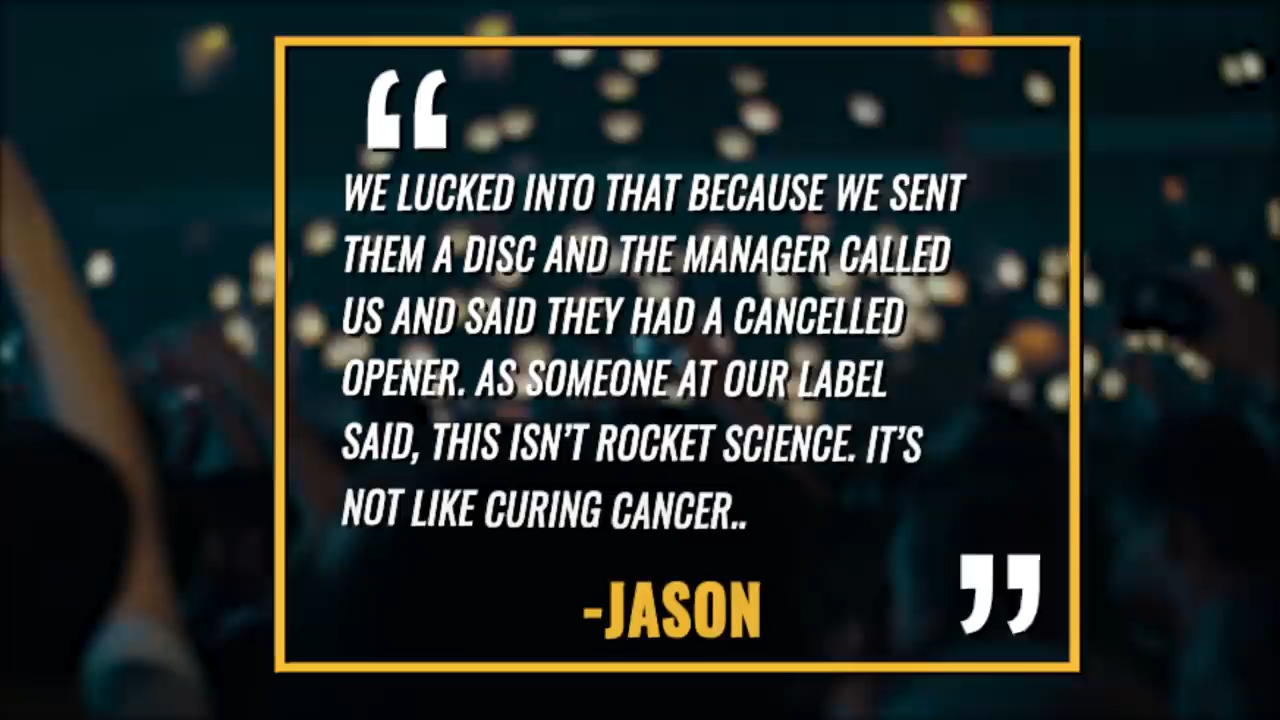 “
WE LUCKED INTO THAT BECAUSE WE SENT
THEM A DISC AND THE MANAGER CALLED
US AND SAID THEY HAD A CANCELLED
OPENER. AS SOMEONE AT OUR LABEL
SAID, THIS ISN’T ROCKET SCIENCE. IT’S
NOT LIKE CURING CANCER..
”
-JASON